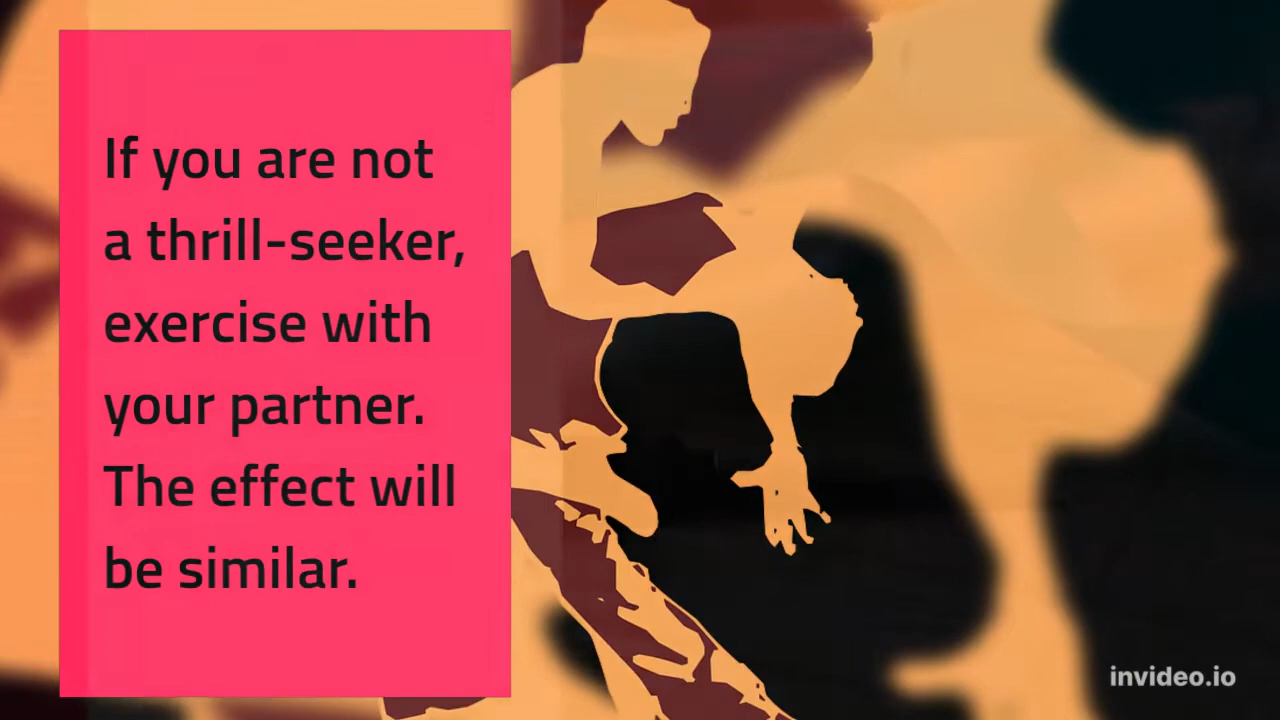 If you are not
a thrill-seeker,
exercise with
your partner.
The effect will
be similar.
invideo.io